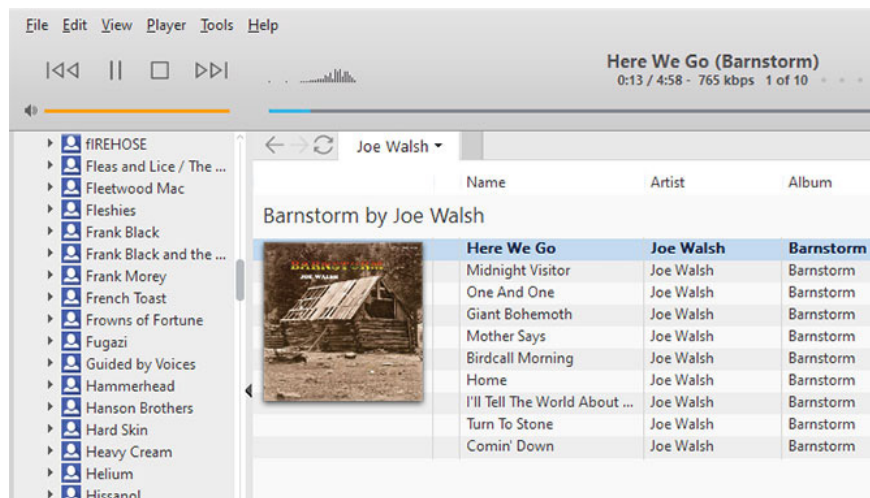 File Edit View Player Tools Help
Here We Go (Barnstorm)
0:13 / 4:58 - 765 kbps 1 of 10
fIREHOSE
Fleas and Lice / The ...
Fleetwood Mac
Fleshies
Frank Black
Frank Black and the ...
Frank Morey
French Toast
Frowns of Fortune
Fugazi
Guided by Voices
Hammerhead
Hanson Brothers
Hard Skin
Heavy Cream
Helium
Hissanol
Joe Walsh
Name Artist Album
Barnstorm by Joe Walsh
BARNSTORM
JOE WALSH
Here We Go Joe Walsh Barnstorm
Midnight Visitor Joe Walsh Barnstorm
One And One Joe Walsh Barnstorm
Giant Bohemoth Joe Walsh Barnstorm
Mother Says Joe Walsh Barnstorm
Birdcall Morning Joe Walsh Barnstorm
Home Joe Walsh Barnstorm
I'll Tell The World About ... Joe Walsh Barnstorm
Turn To Stone Joe Walsh Barnstorm
Comin' Down Joe Walsh Barnstorm